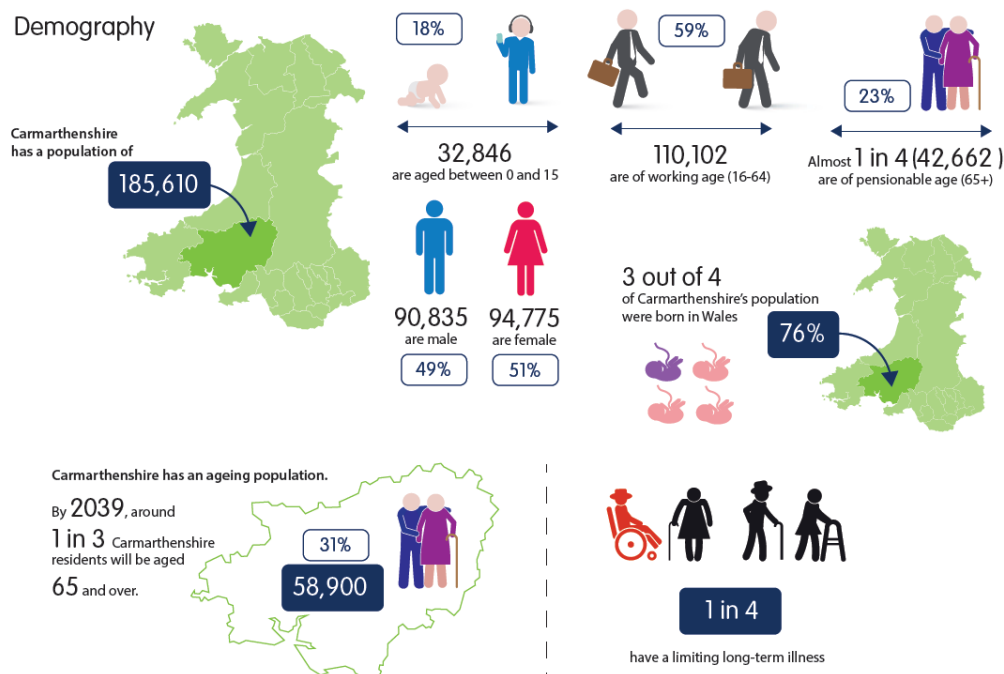 Demography
Carmarthenshire
has a population of
185,610
18%
32,846
are aged between 0 and 15
59%
110,102
are of working age (16-64)
23%
Almost 1 in 4 (42,662 )
are of pensionable age (65+)
90,835
are male
49%
94,775
are female
51%
3 out of 4
of Carmarthenshire's population
were born in Wales
76%
Carmarthenshire has an ageing population.
By 2039, around
1 in 3 Carmarthenshire
residents will be aged
65 and over.
31%
58,900
1 in 4
have a limiting long-term illness